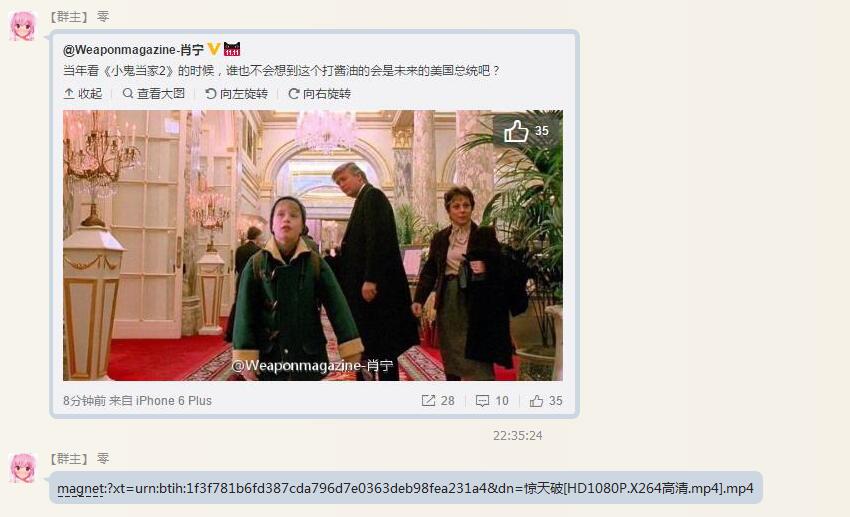 【群主】 零
@Weaponmagazine-肖宁 V 11.11
当年看《小鬼当家2》的时候，谁也不会想到这个打酱油的会是未来的美国总统吧？
收起 查看大图 向左旋转 向右旋转
35
@Weaponmagazine-肖宁
8分钟前 来自 iPhone 6 Plus 28 10 35
22:35:24
【群主】 零
magnet:?xt=urn:btih:1f3f781b6fd387cda796d7e0363deb98fea231a4&dn=惊天破[HD1080P.X264高清.mp4].mp4